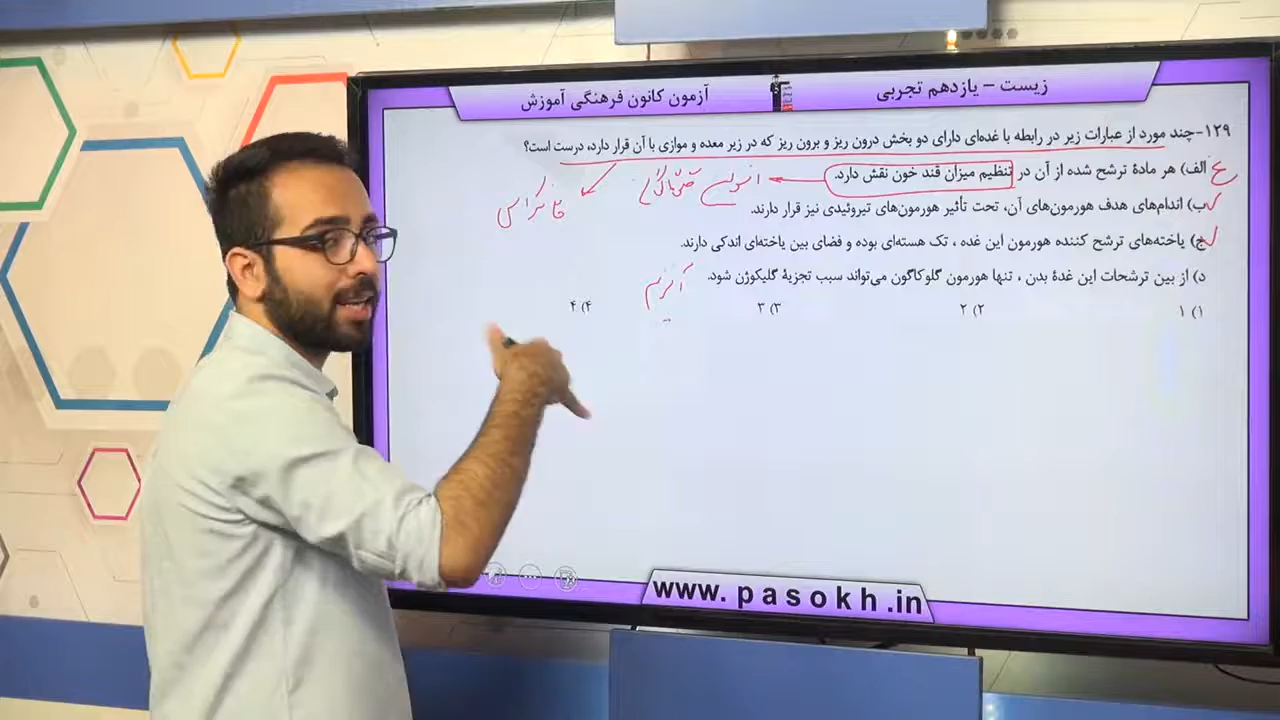 زیست – یازدهم تجربی
آزمون کانون فرهنگی آموزش
۱۲۹-چند مورد از عبارات زیر در رابطه با غده‌ای دارای دو بخش درون ریز و برون ریز که در زیر معده و موازی با آن قرار دارد، درست است؟
الف) هر مادهٔ ترشح شده از آن در تنظیم میزان قند خون نقش دارد.
ب) اندام‌های هدف هورمون‌های آن، تحت تأثیر هورمون‌های تیروئیدی نیز قرار دارند.
ج) یاخته‌های ترشح کننده هورمون این غده ، تک هسته‌ای بوده و فضای بین یاخته‌ای اندکی دارند.
د) از بین ترشحات این غدهٔ بدن ، تنها هورمون گلوکاگون می‌تواند سبب تجزیهٔ گلیکوژن شود.
۱) ۱
۲) ۲
۳) ۳
۴) ۴
آنزیم
www. pasokh.in